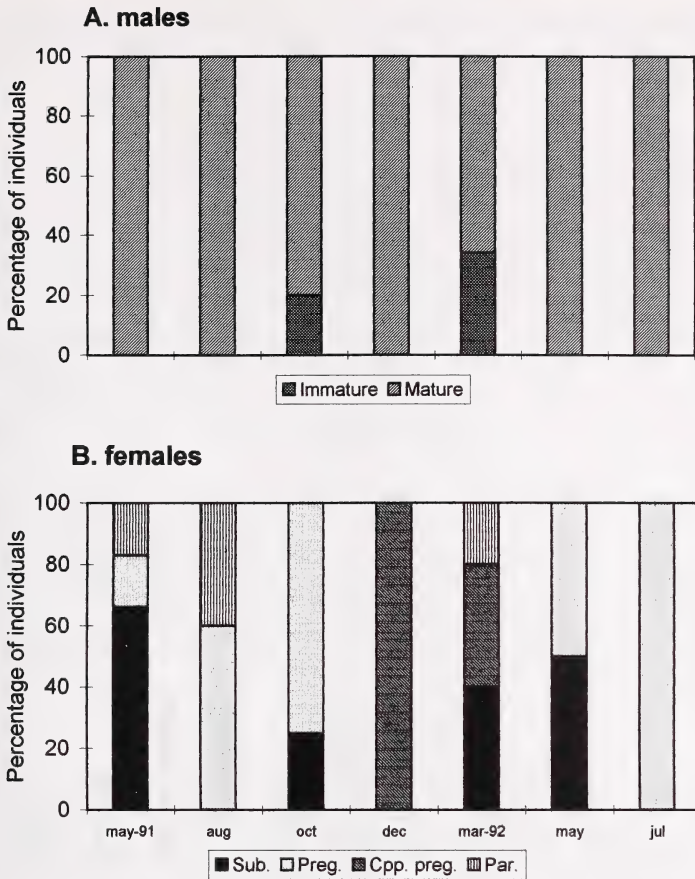 A. males
Percentage of individuals
100
80
60
40
20
0
Immature Mature
B. females
Percentage of individuals
100
80
60
40
20
0
may-91 aug oct dec mar-92 may jul
Sub. Preg. Cpp. preg. Par.